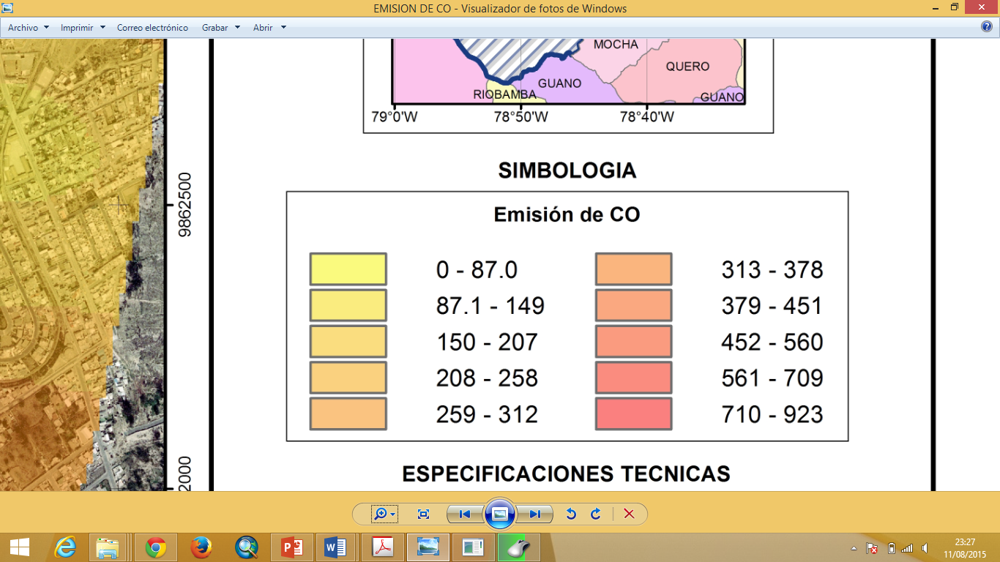 EMISION DE CO - Visualizador de fotos de Windows
Archivo Imprimir Correo electrónico Grabar Abrir
MOCHA
QUERO
GUANO
RIOBAMBA
GUANO
79°0'W 78°50'W 78°40'W
SIMBOLOGIA
9862500
Emisión de CO
0 - 87.0 313 - 378
87.1 - 149 379 - 451
150 - 207 452 - 560
208 - 258 561 - 709
259 - 312 710 - 923
2000
ESPECIFICACIONES TECNICAS
23:27
11/08/2015